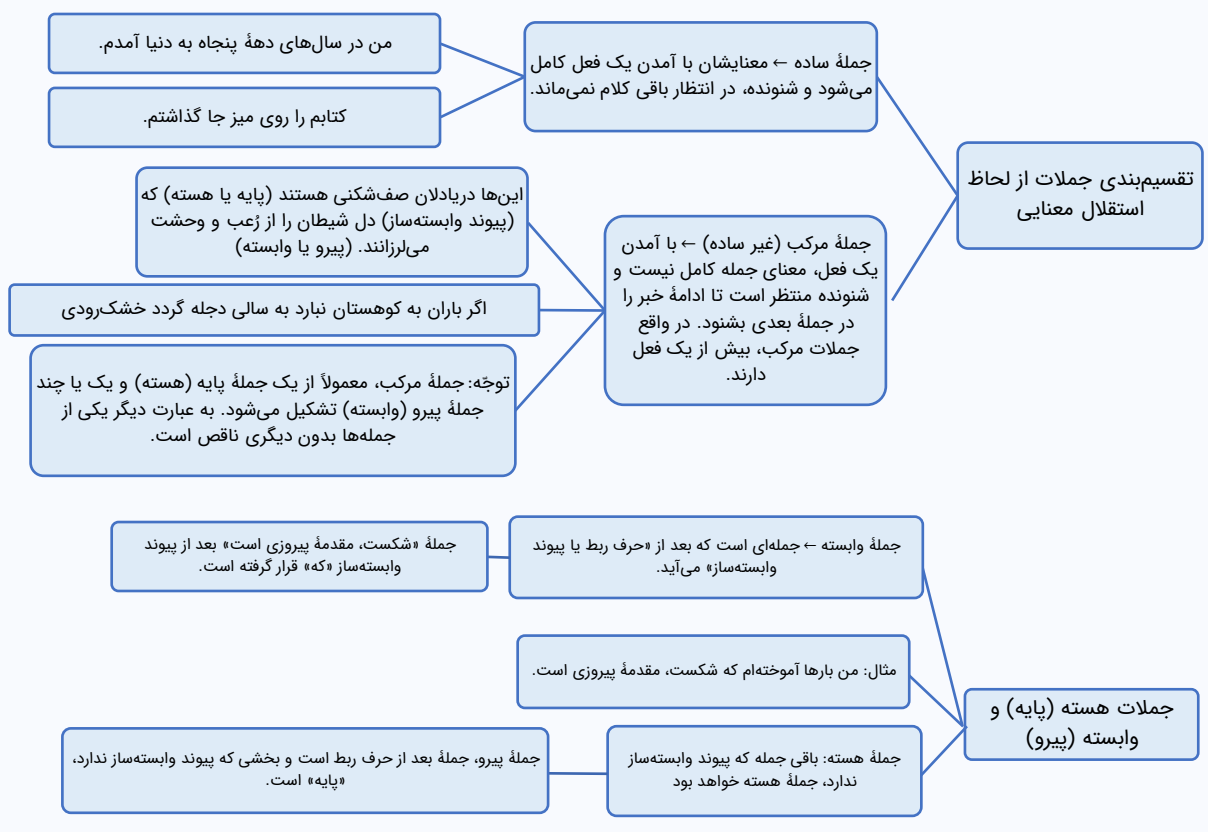 تقسیم‌بندی جملات از لحاظ
استقلال معنایی
جملهٔ ساده ← معنایشان با آمدن یک فعل کامل
می‌شود و شنونده، در انتظار باقی کلام نمی‌ماند.
من در سال‌های دههٔ پنجاه به دنیا آمدم.
کتابم را روی میز جا گذاشتم.
جملهٔ مرکب (غیر ساده) ← با آمدن
یک فعل، معنای جمله کامل نیست و
شنونده منتظر است تا ادامهٔ خبر را
در جملهٔ بعدی بشنود. در واقع
جملات مرکب، بیش از یک فعل
دارند.
این‌ها دریادلان صف‌شکنی هستند (پایه یا هسته) که
(پیوند وابسته‌ساز) دل شیطان را از رُعب و وحشت
می‌لرزانند. (پیرو یا وابسته)
اگر باران به کوهستان نبارد به سالی دجله گردد خشک‌رودی
توجّه: جملهٔ مرکب، معمولاً از یک جملهٔ پایه (هسته) و یک یا چند
جملهٔ پیرو (وابسته) تشکیل می‌شود. به عبارت دیگر یکی از
جمله‌ها بدون دیگری ناقص است.
جملات هسته (پایه) و
وابسته (پیرو)
جملهٔ وابسته ← جمله‌ای است که بعد از «حرف ربط یا پیوند
وابسته‌ساز» می‌آید.
جملهٔ «شکست، مقدمهٔ پیروزی است» بعد از پیوند
وابسته‌ساز «که» قرار گرفته است.
مثال: من بارها آموخته‌ام که شکست، مقدمهٔ پیروزی است.
جملهٔ هسته: باقی جمله که پیوند وابسته‌ساز
ندارد، جملهٔ هسته خواهد بود
جملهٔ پیرو، جملهٔ بعد از حرف ربط است و بخشی که پیوند وابسته‌ساز ندارد،
«پایه» است.